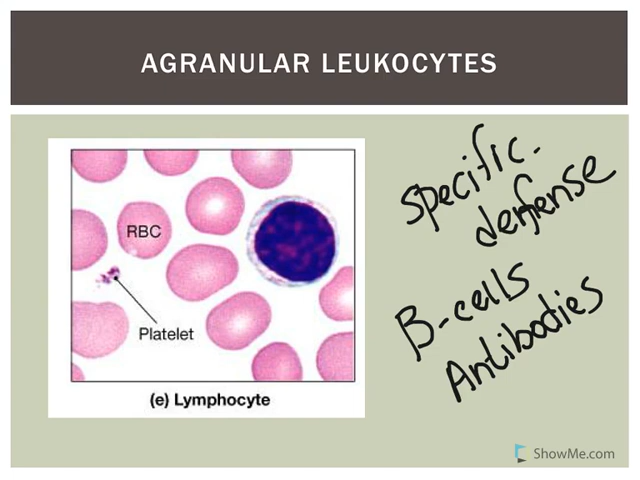 AGRANULAR LEUKOCYTES
RBC
Platelet
(e) Lymphocyte
specific
defense
B-cells
Antibodies
ShowMe.com